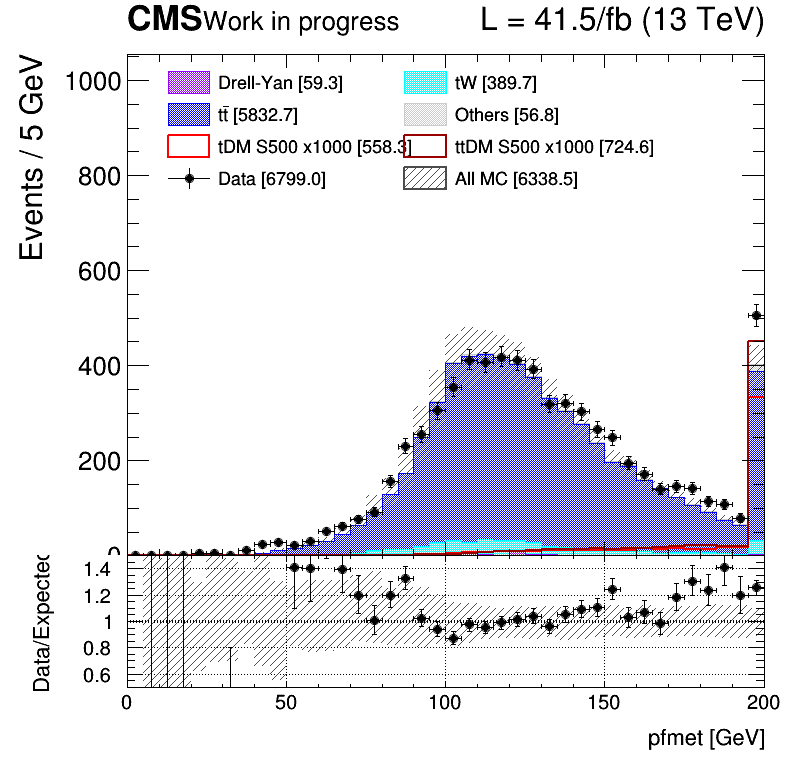 CMS Work in progress L = 41.5/fb (13 TeV)
Events / 5 GeV
1000
800
600
400
200
0
Drell-Yan [59.3] tW [389.7]
tt̄ [5832.7] Others [56.8]
tDM S500 x1000 [558.3] ttDM S500 x1000 [724.6]
Data [6799.0] All MC [6338.5]
Data/Expected
1.4
1.2
1
0.8
0.6
0 50 100 150 200
pfmet [GeV]